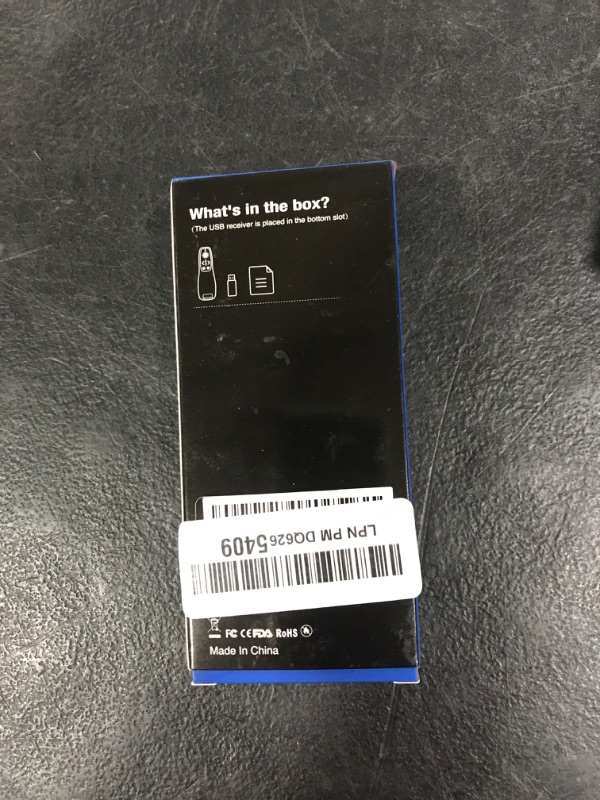 What's in the box?
(The USB receiver is placed in the bottom slot)
LPN PM DQ6265409
FC CE FDA RoHS
Made In China